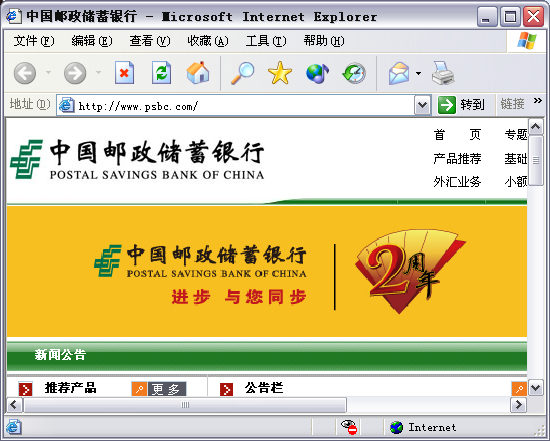 中国邮政储蓄银行 - Microsoft Internet Explorer
文件(F) 编辑(E) 查看(V) 收藏(A) 工具(T) 帮助(H)
地址(D) http://www.psbc.com/ 转到 链接 »
中国邮政储蓄银行
POSTAL SAVINGS BANK OF CHINA
首 页 专题
产品推荐 基础
外汇业务 小额
中国邮政储蓄银行
POSTAL SAVINGS BANK OF CHINA
进步 与您同步
2周年
新闻公告
推荐产品 更多 公告栏
Internet